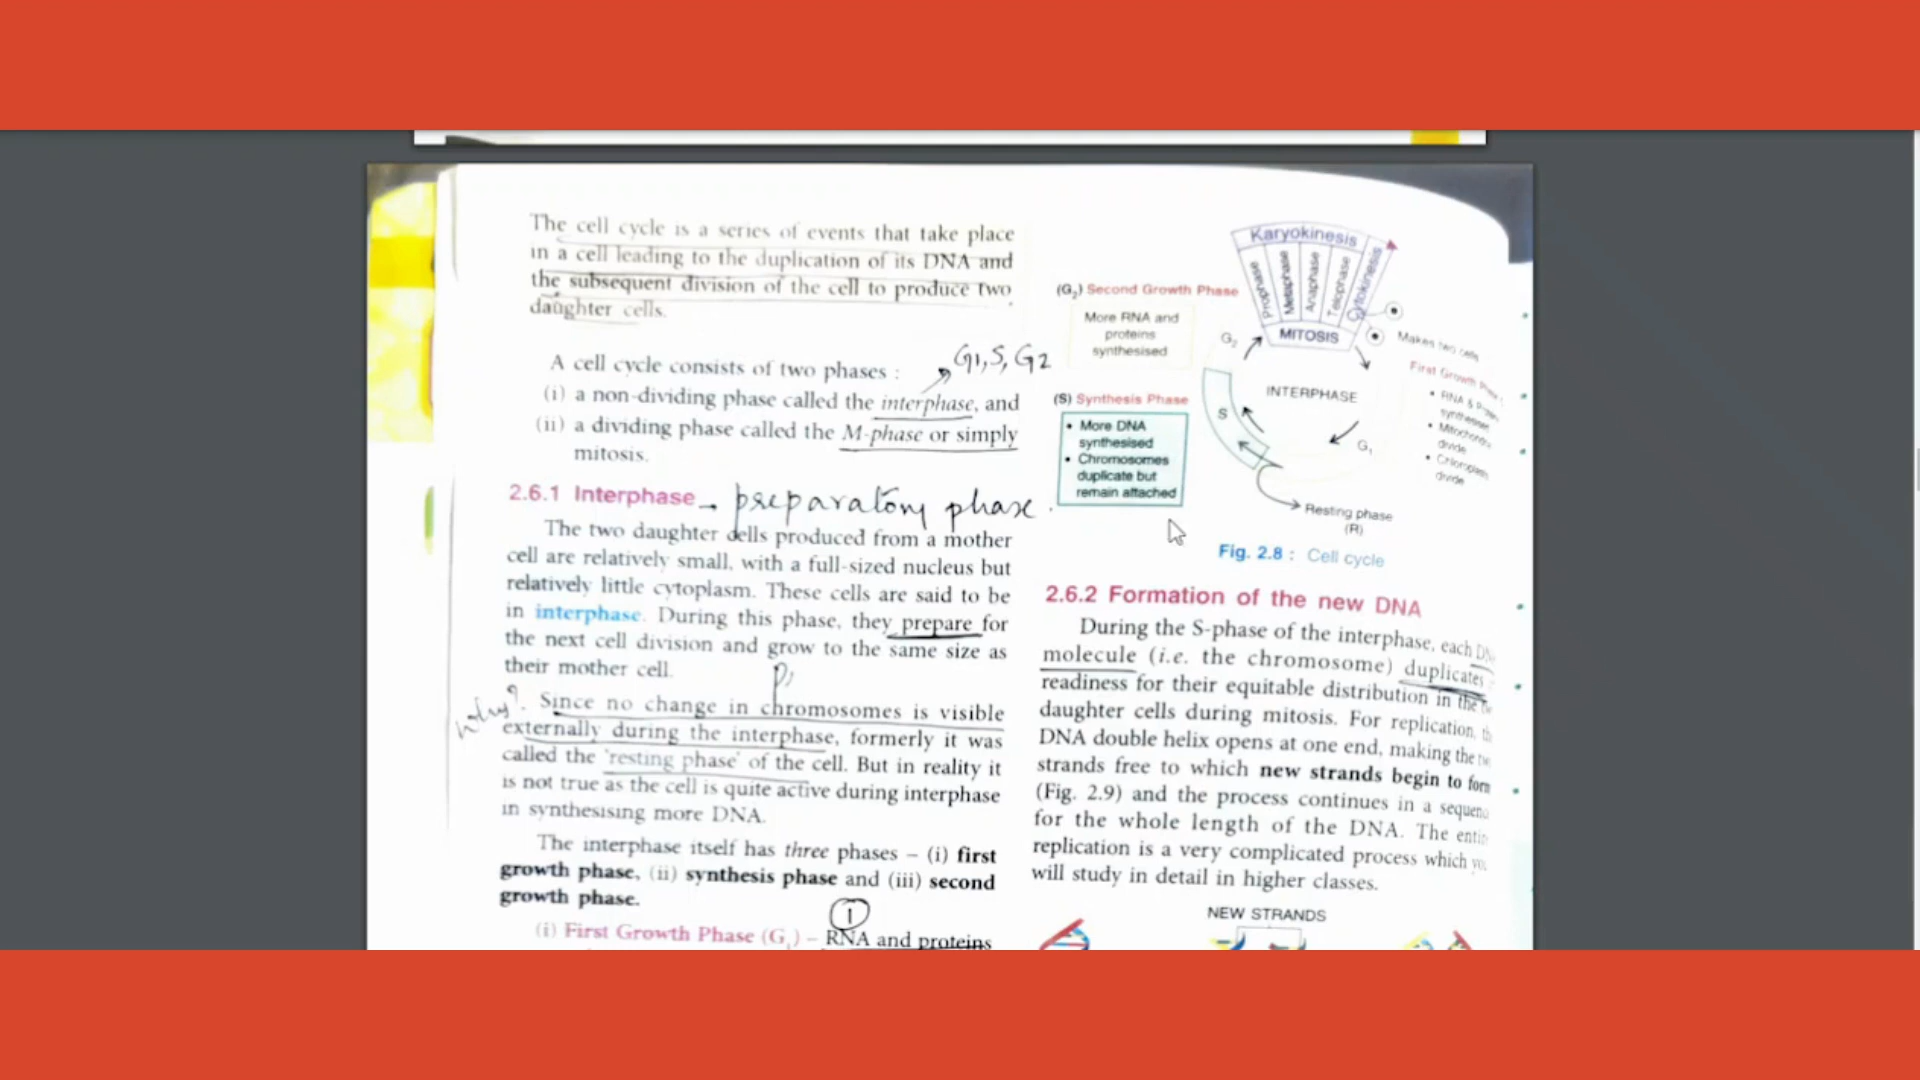 The cell cycle is a series of events that take place
in a cell leading to the duplication of its DNA and
the subsequent division of the cell to produce two
daughter cells.
A cell cycle consists of two phases :
G1, S, G2
(i) a non-dividing phase called the interphase, and
(ii) a dividing phase called the M-phase or simply
mitosis.
2.6.1 Interphase → preparatory phase.
The two daughter cells produced from a mother
cell are relatively small, with a full-sized nucleus but
relatively little cytoplasm. These cells are said to be
in interphase. During this phase, they prepare for
the next cell division and grow to the same size as
their mother cell.
why?
Since no change in chromosomes is visible
externally during the interphase, formerly it was
called the 'resting phase' of the cell. But in reality it
is not true as the cell is quite active during interphase
in synthesising more DNA.
The interphase itself has three phases – (i) first
growth phase, (ii) synthesis phase and (iii) second
growth phase.
1
(i) First Growth Phase (G1) – RNA and proteins
Karyokinesis
Prophase
Metaphase
Anaphase
Telophase
Cytokinesis
MITOSIS
(G2) Second Growth Phase
More RNA and
proteins
synthesised
G2
Makes two cells
First Growth
• RNA &
synthesised
• Mitochondria
divide
• Chloroplasts
divide
INTERPHASE
(S) Synthesis Phase
• More DNA
synthesised
• Chromosomes
duplicate but
remain attached
S
G1
Resting phase
(R)
Fig. 2.8 : Cell cycle
2.6.2 Formation of the new DNA
During the S-phase of the interphase, each
molecule (i.e. the chromosome) duplicates
readiness for their equitable distribution in the
daughter cells during mitosis. For replication,
DNA double helix opens at one end, making the
strands free to which new strands begin to form
(Fig. 2.9) and the process continues in a
for the whole length of the DNA. The
replication is a very complicated process which
will study in detail in higher classes.
NEW STRANDS